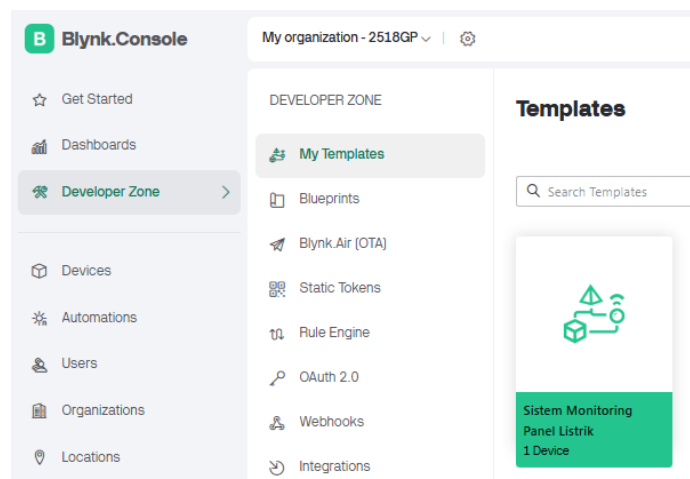 B Blynk.Console
My organization - 2518GP
Get Started
Dashboards
Developer Zone
Devices
Automations
Users
Organizations
Locations
DEVELOPER ZONE
My Templates
Blueprints
Blynk.Air (OTA)
Static Tokens
Rule Engine
OAuth 2.0
Webhooks
Integrations
Templates
Search Templates
Sistem Monitoring
Panel Listrik
1 Device